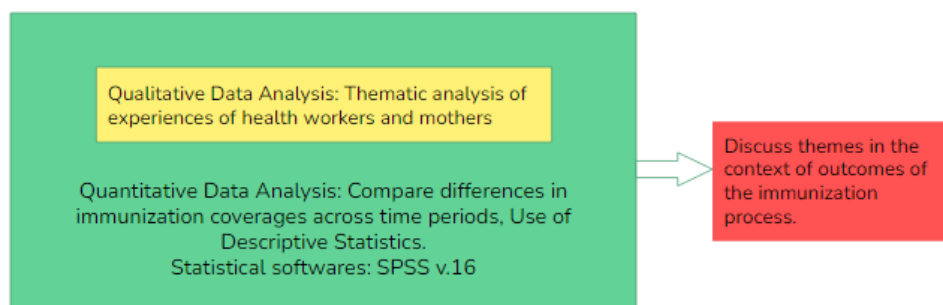 Qualitative Data Analysis: Thematic analysis of
experiences of health workers and mothers
Quantitative Data Analysis: Compare differences in
immunization coverages across time periods, Use of
Descriptive Statistics.
Statistical softwares: SPSS v.16
Discuss themes in the
context of outcomes of
the immunization
process.